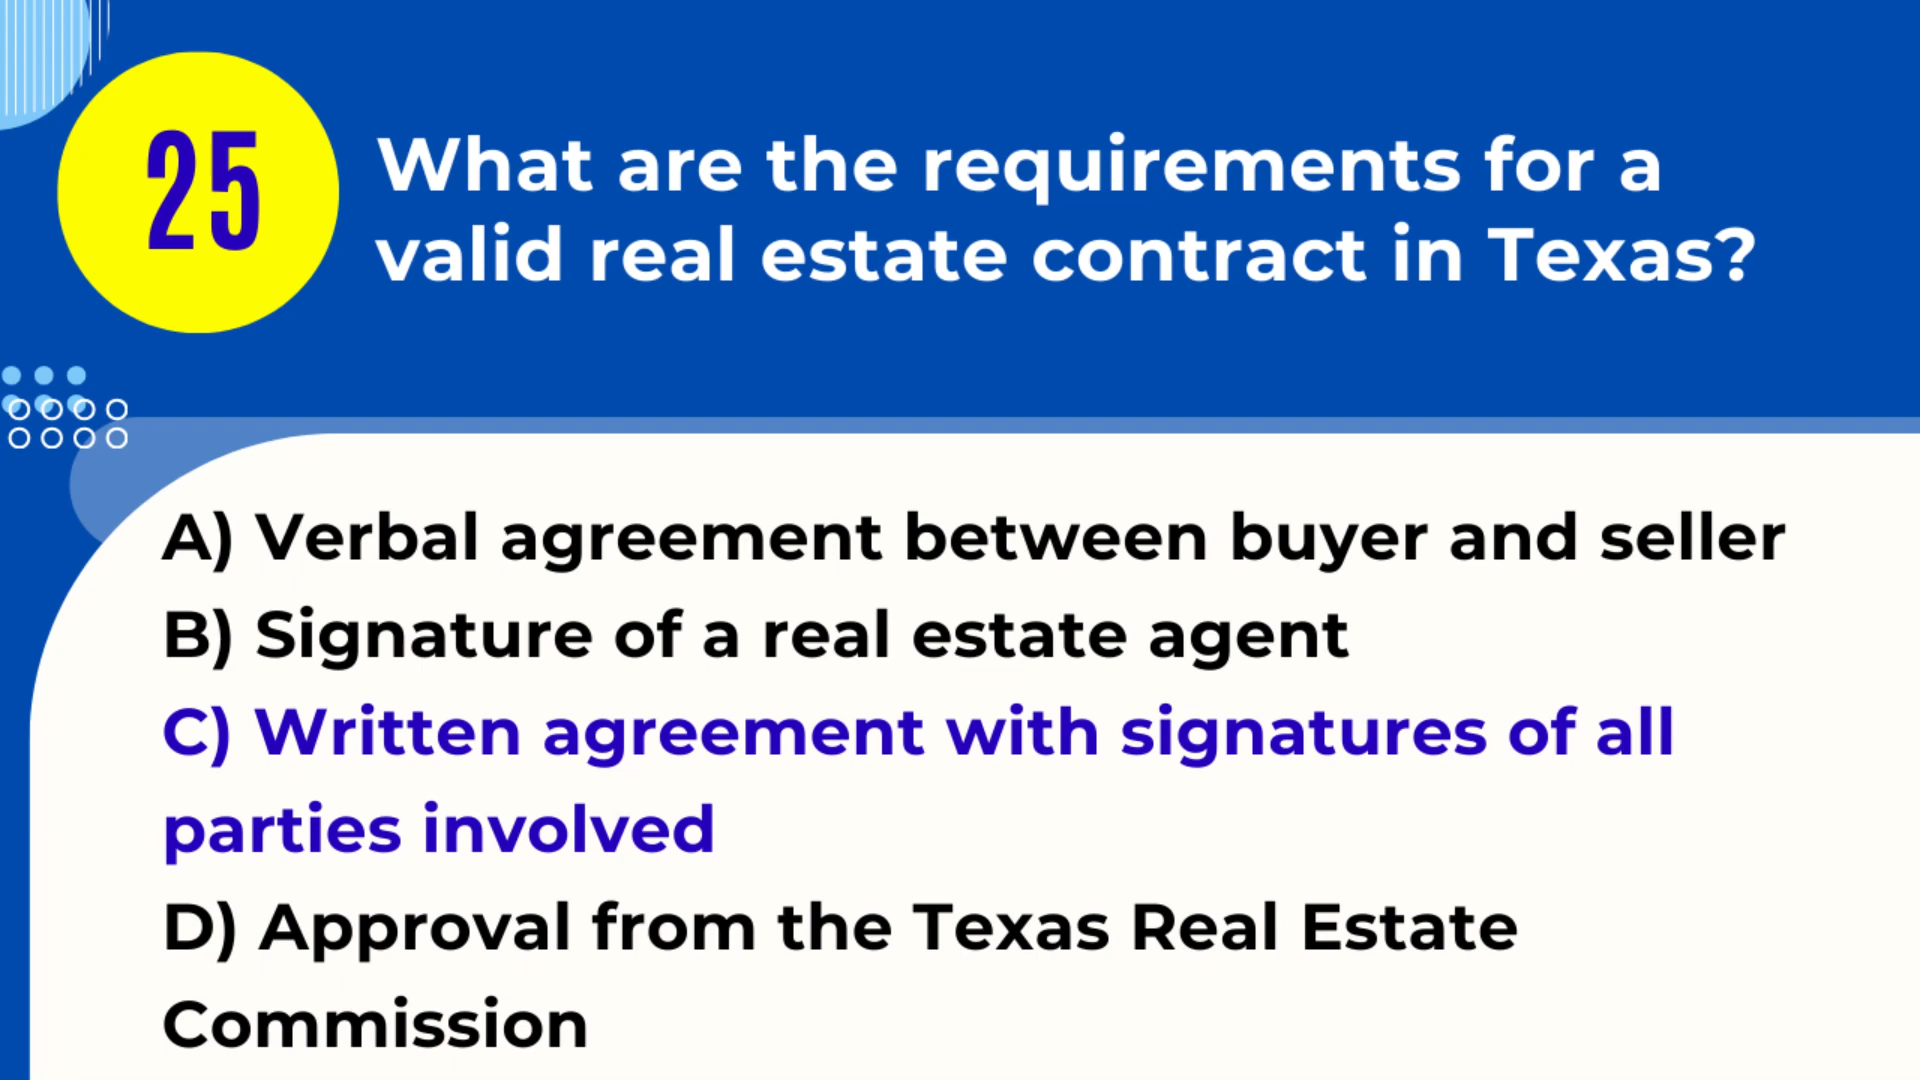 25
What are the requirements for a
valid real estate contract in Texas?
A) Verbal agreement between buyer and seller
B) Signature of a real estate agent
C) Written agreement with signatures of all
parties involved
D) Approval from the Texas Real Estate
Commission